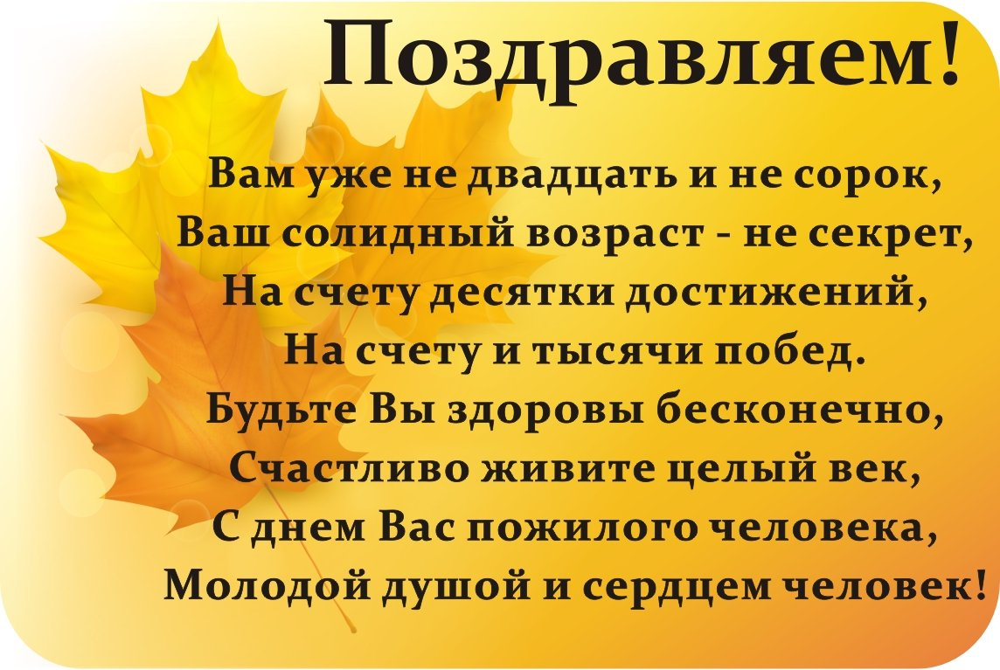 Поздравляем!
Вам уже не двадцать и не сорок,
Ваш солидный возраст - не секрет,
На счету десятки достижений,
На счету и тысячи побед.
Будьте Вы здоровы бесконечно,
Счастливо живите целый век,
С днем Вас пожилого человека,
Молодой душой и сердцем человек!